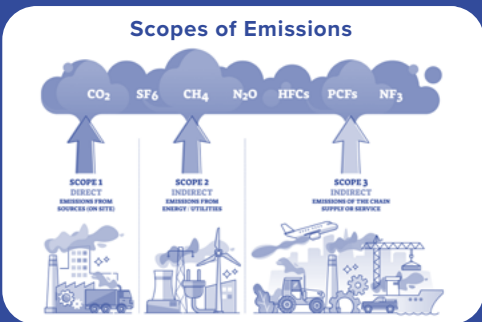 Scopes of Emissions
CO2 SF6 CH4 N2O HFCs PCFs NF3
SCOPE 1
DIRECT
EMISSIONS FROM
SOURCES (ON SITE)
SCOPE 2
INDIRECT
EMISSIONS FROM
ENERGY / UTILITIES
SCOPE 3
INDIRECT
EMISSIONS OF THE CHAIN
SUPPLY OR SERVICE